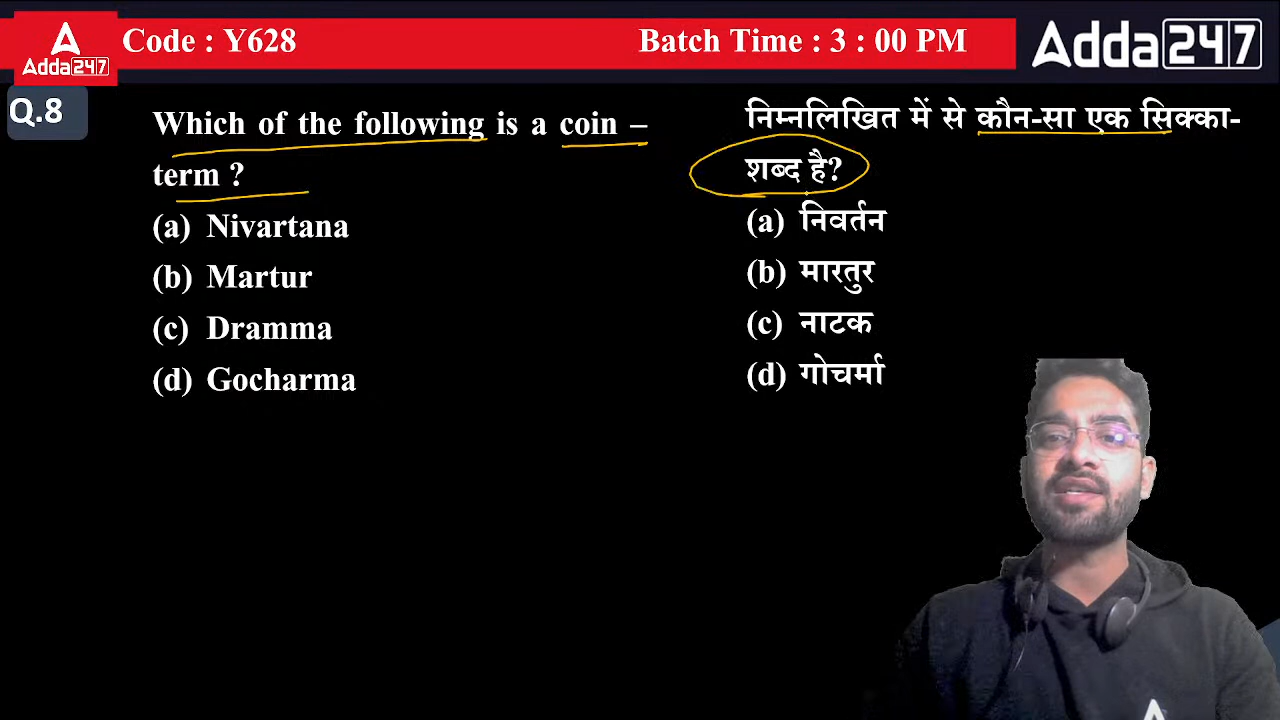 Code : Y628
Batch Time : 3 : 00 PM
Adda247
Adda247
Q.8
Which of the following is a coin –
term ?
(a) Nivartana
(b) Martur
(c) Dramma
(d) Gocharma
निम्नलिखित में से कौन-सा एक सिक्का-
शब्द है?
(a) निवर्तन
(b) मारतुर
(c) नाटक
(d) गोचर्मा